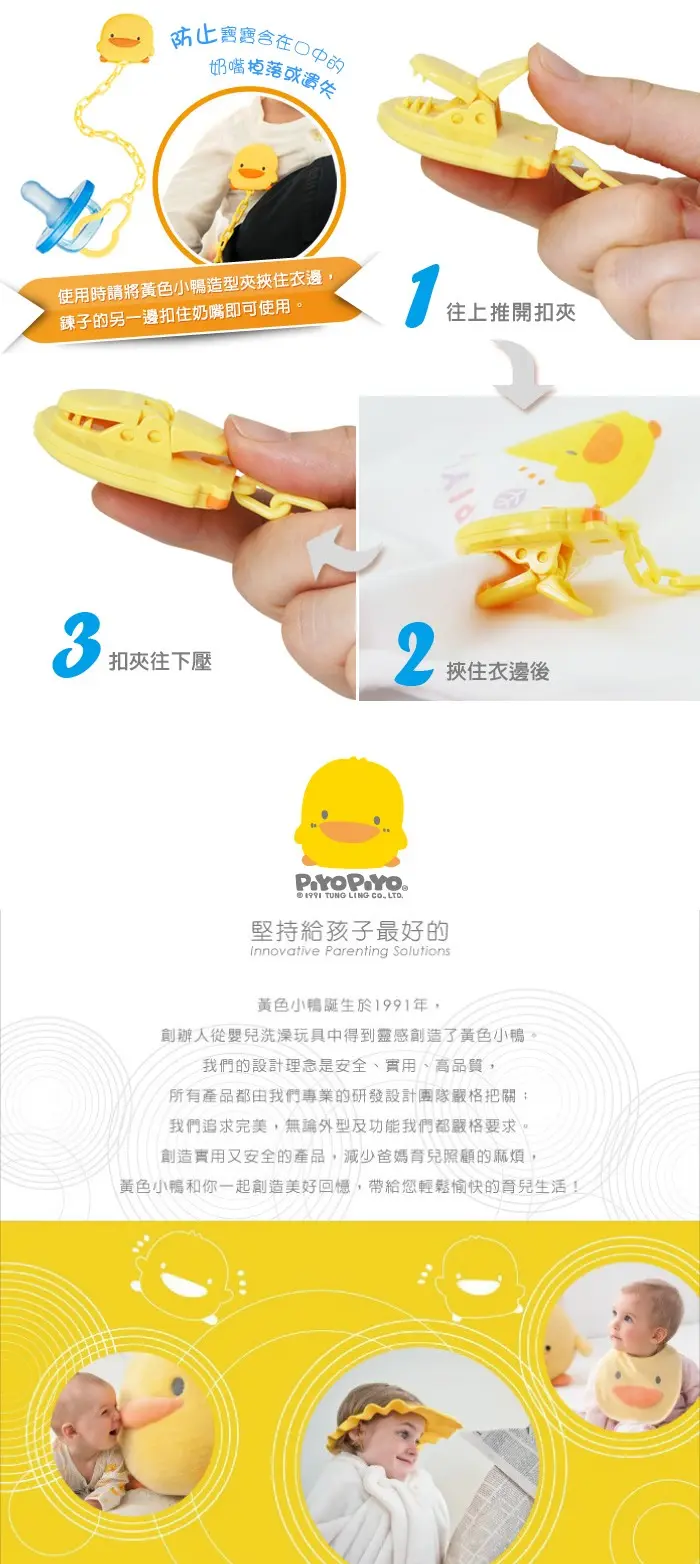 防止寶寶含在口中的
奶嘴掉落或遺失
使用時請將黃色小鴨造型夾挾住衣邊，
鍊子的另一邊扣住奶嘴即可使用。
1 往上推開扣夾
2 挾住衣邊後
3 扣夾往下壓
PiYOPiYO®
© 1991 TUNG LING CO., LTD.
堅持給孩子最好的
Innovative Parenting Solutions
黃色小鴨誕生於1991年，
創辦人從嬰兒洗澡玩具中得到靈感創造了黃色小鴨。
我們的設計理念是安全、實用、高品質，
所有產品都由我們專業的研發設計團隊嚴格把關；
我們追求完美，無論外型及功能我們都嚴格要求。
創造實用又安全的產品，減少爸媽育兒照顧的麻煩，
黃色小鴨和你一起創造美好回憶，帶給您輕鬆愉快的育兒生活！